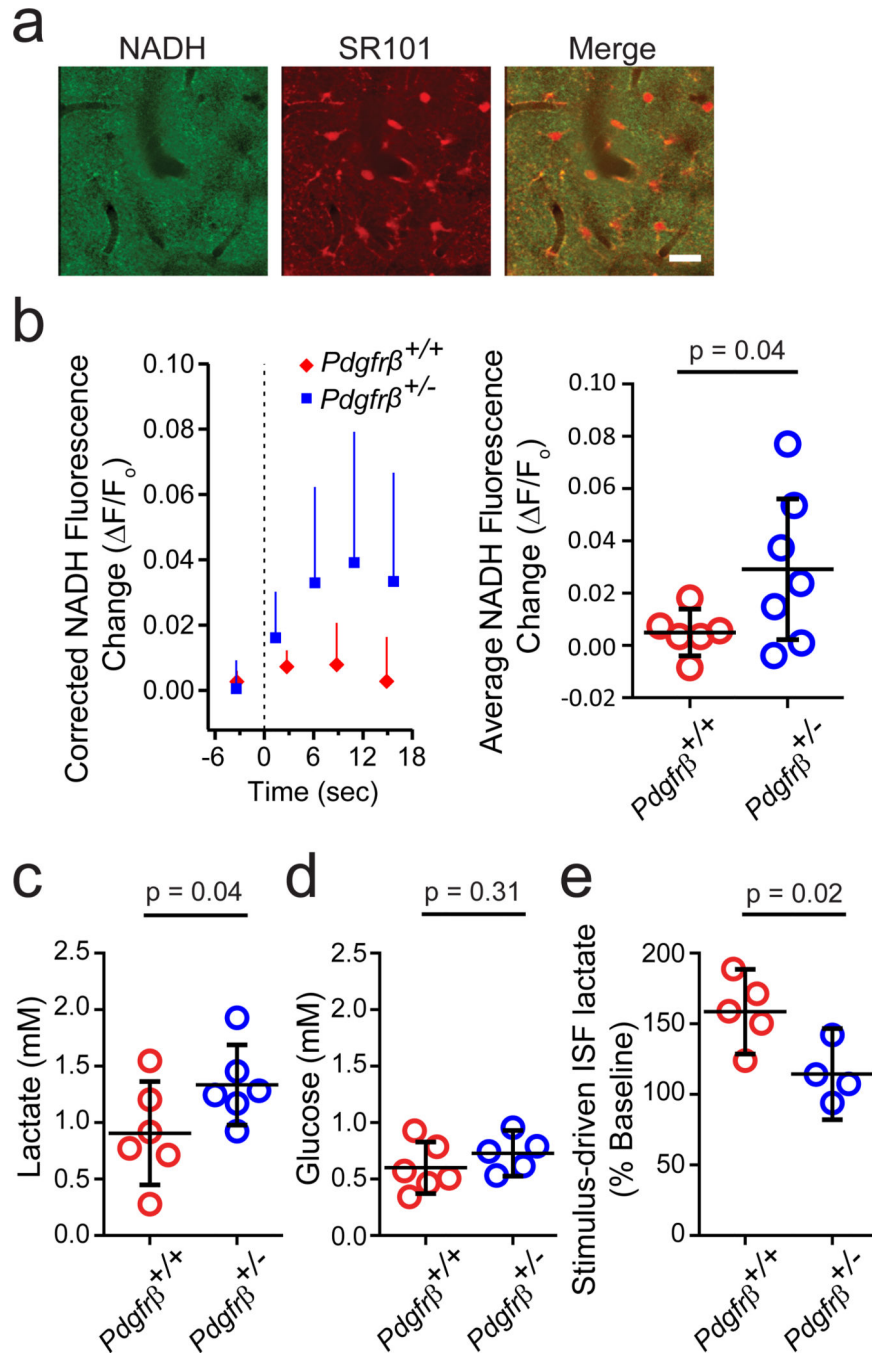 a
NADH
SR101
Merge
b
Corrected NADH Fluorescence
Change (ΔF/Fo)
0.10
0.08
0.06
0.04
0.02
0.00
-6
0
6
12
18
Time (sec)
Pdgfrβ+/+
Pdgfrβ+/-
Average NADH Fluorescence
Change (ΔF/Fo)
p = 0.04
0.10
0.08
0.06
0.04
0.02
0.00
-0.02
Pdgfrβ+/+
Pdgfrβ+/-
c
p = 0.04
Lactate (mM)
2.5
2.0
1.5
1.0
0.5
0.0
Pdgfrβ+/+
Pdgfrβ+/-
d
p = 0.31
Glucose (mM)
2.5
2.0
1.5
1.0
0.5
0.0
Pdgfrβ+/+
Pdgfrβ+/-
e
p = 0.02
Stimulus-driven ISF lactate
(% Baseline)
200
150
100
50
0
Pdgfrβ+/+
Pdgfrβ+/-